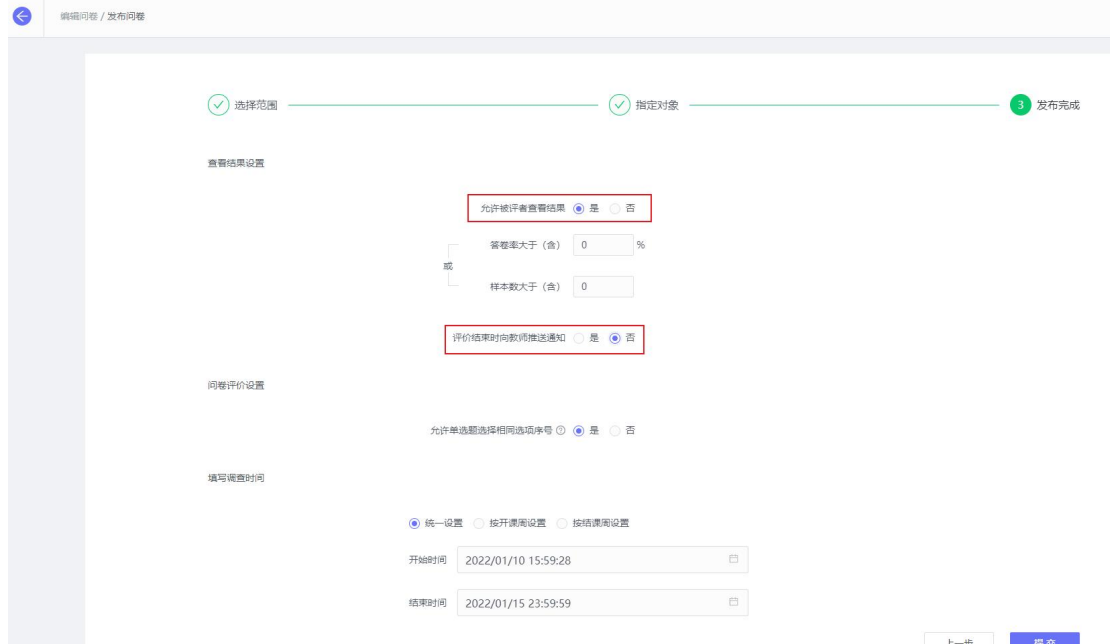 编辑问卷 / 发布问卷
选择范围
指定对象
3 发布完成
查看结果设置
允许被评者查看结果 是 否
答卷率大于（含） 0 %
或
样本数大于（含） 0
评价结束时向教师推送通知 是 否
问卷评价设置
允许单选题选择相同选项序号 ? 是 否
填写调查时间
统一设置 按开课周设置 按结课周设置
开始时间 2022/01/10 15:59:28
结束时间 2022/01/15 23:59:59
上一步 提交